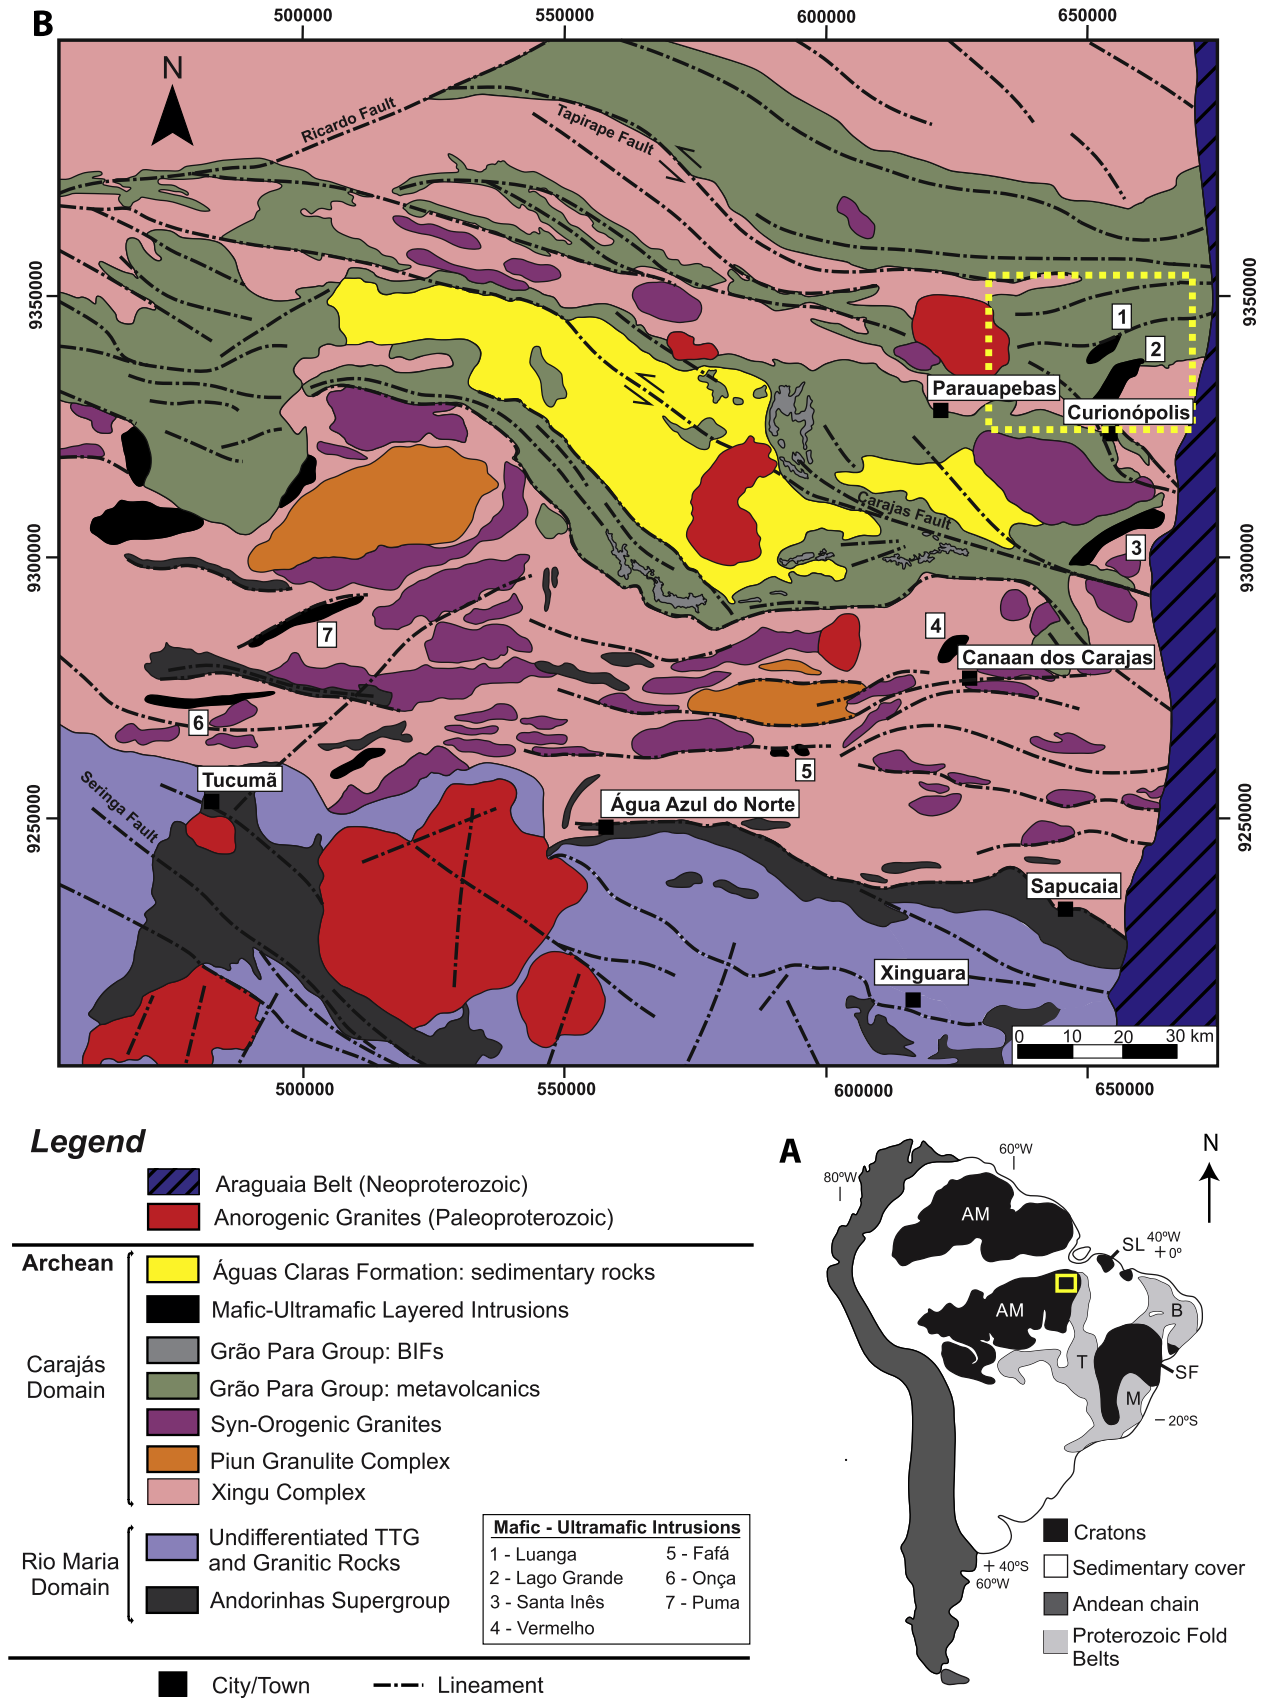 B
500000
550000
600000
650000
N
Ricardo Fault
Tapirape Fault
9350000
9350000
1
2
Parauapebas
Curionópolis
Carajas Fault
9300000
9300000
3
4
7
Canaan dos Carajas
6
5
Tucumã
Água Azul do Norte
Seringa Fault
9250000
9250000
Sapucaia
Xinguara
0 10 20 30 km
500000
550000
600000
650000
Legend
Araguaia Belt (Neoproterozoic)
Anorogenic Granites (Paleoproterozoic)
Archean
Águas Claras Formation: sedimentary rocks
Mafic-Ultramafic Layered Intrusions
Grão Para Group: BIFs
Carajás
Domain
Grão Para Group: metavolcanics
Syn-Orogenic Granites
Piun Granulite Complex
Xingu Complex
Rio Maria
Domain
Undifferentiated TTG
and Granitic Rocks
Andorinhas Supergroup
Mafic - Ultramafic Intrusions
1 - Luanga
2 - Lago Grande
3 - Santa Inês
4 - Vermelho
5 - Fafá
6 - Onça
7 - Puma
City/Town
Lineament
A
N
80ºW
60ºW
AM
SL
40ºW
+0º
AM
B
T
SF
M
20ºS
+ 40ºS
60ºW
Cratons
Sedimentary cover
Andean chain
Proterozoic Fold
Belts